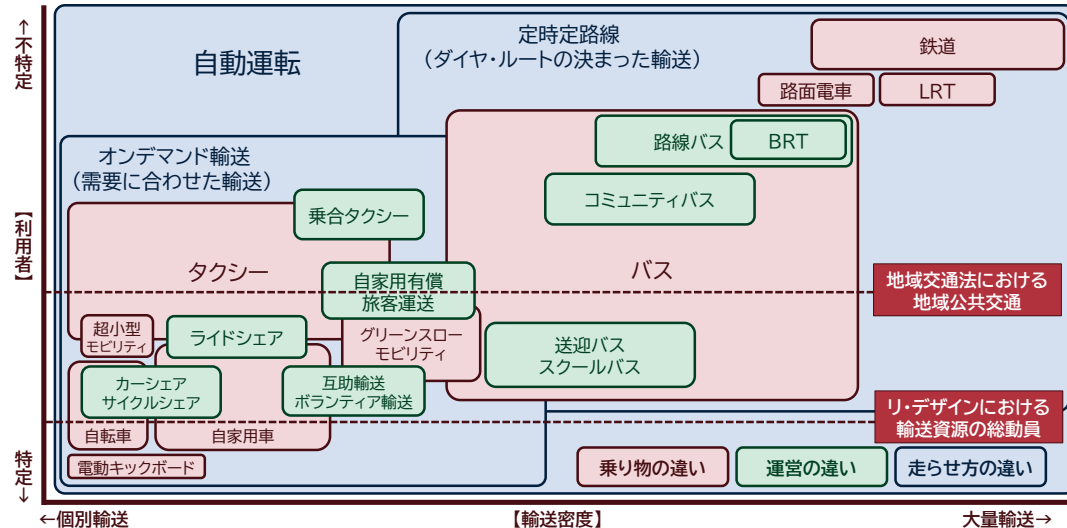 ↑不特定
自動運転
定時定路線
（ダイヤ・ルートの決まった輸送）
鉄道
路面電車
LRT
オンデマンド輸送
（需要に合わせた輸送）
路線バス
BRT
コミュニティバス
乗合タクシー
【利用者】
タクシー
バス
自家用有償
旅客運送
地域交通法における
地域公共交通
超小型
モビリティ
ライドシェア
グリーンスロー
モビリティ
送迎バス
スクールバス
カーシェア
サイクルシェア
互助輸送
ボランティア輸送
リ・デザインにおける
輸送資源の総動員
自転車
自家用車
電動キックボード
特定↓
乗り物の違い
運営の違い
走らせ方の違い
←個別輸送
【輸送密度】
大量輸送→